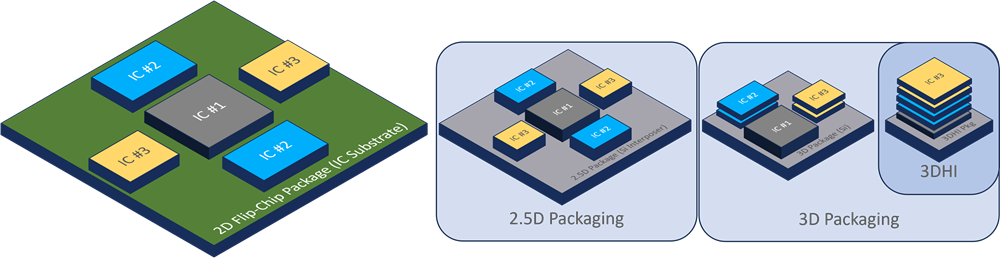 IC #2
IC #3
IC #1
IC #3
IC #2
2D Flip-Chip Package (IC Substrate)
IC #2
IC #3
IC #1
IC #3
IC #2
2.5D Package (Si Interposer)
2.5D Packaging
IC #2
IC #3
IC #1
3D Package (Si)
3D Packaging
IC #3
3DHI Pkg
3DHI